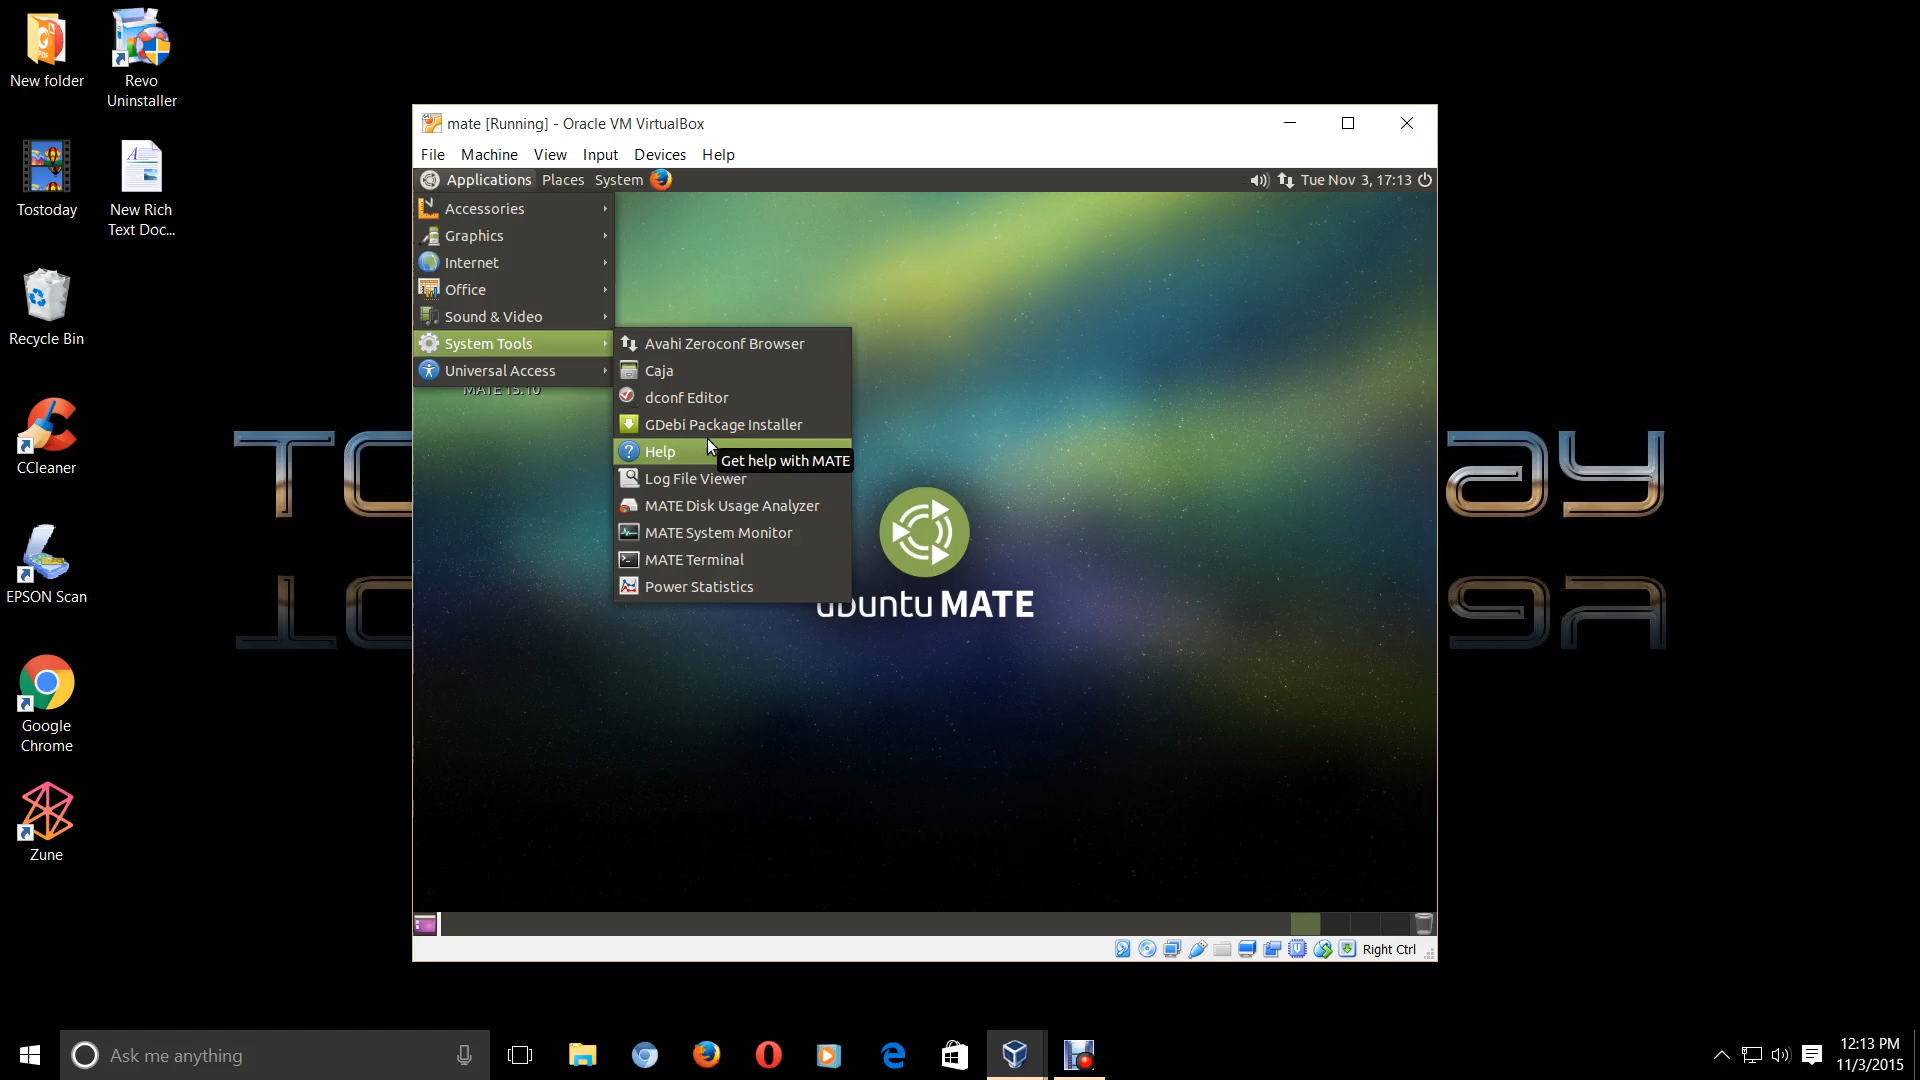 New folder
Revo
Uninstaller
Tostoday
New Rich
Text Doc...
Recycle Bin
CCleaner
EPSON Scan
Google
Chrome
Zune
mate [Running] - Oracle VM VirtualBox
File Machine View Input Devices Help
Applications Places System
Tue Nov 3, 17:13
Accessories
Graphics
Internet
Office
Sound & Video
System Tools
Universal Access
MATE 15.10
Avahi Zeroconf Browser
Caja
dconf Editor
GDebi Package Installer
Help
Get help with MATE
Log File Viewer
MATE Disk Usage Analyzer
MATE System Monitor
MATE Terminal
Power Statistics
ubuntu MATE
Right Ctrl
Ask me anything
12:13 PM
11/3/2015